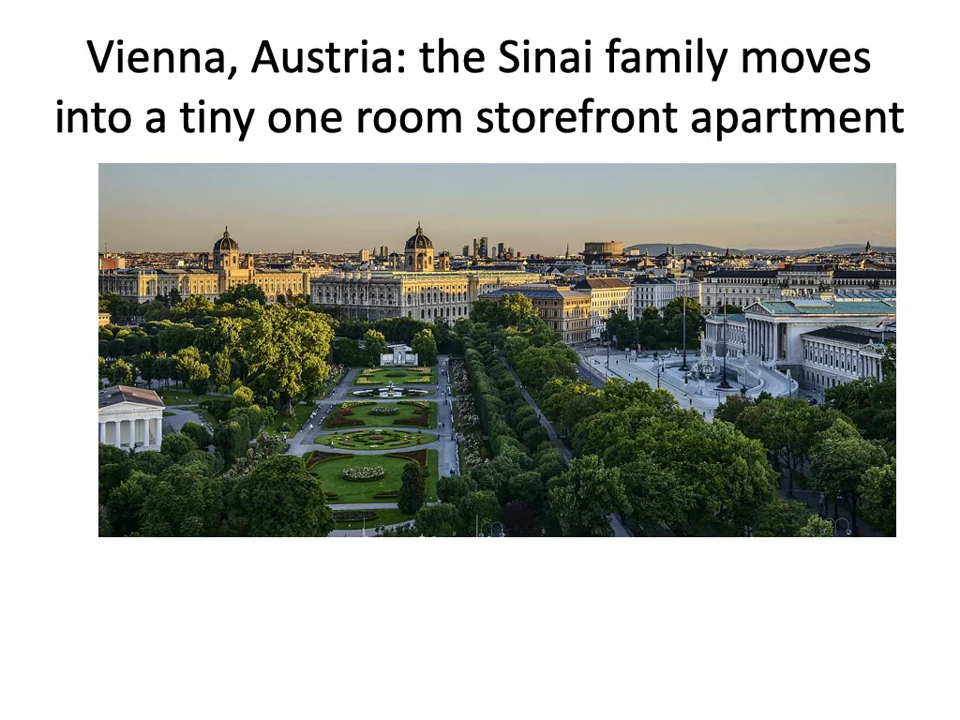 Vienna, Austria: the Sinai family moves
into a tiny one room storefront apartment